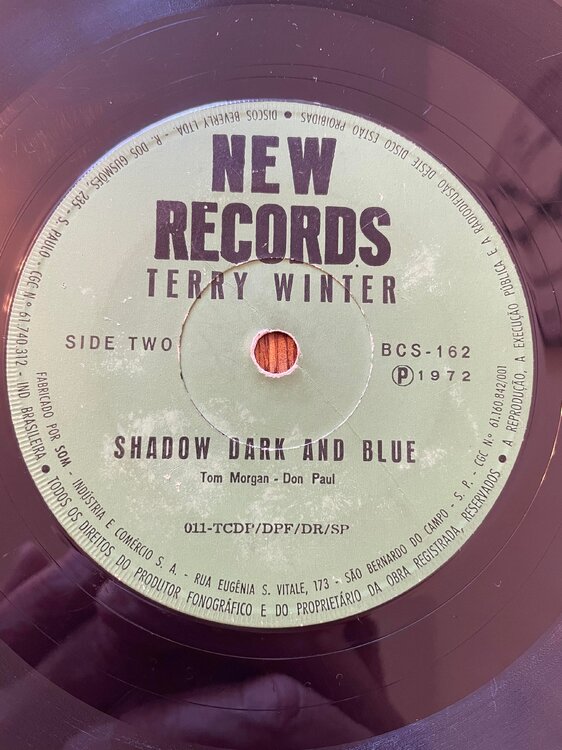 NEW
RECORDS
TERRY WINTER
SIDE TWO
BCS-162
Ⓟ 1972
SHADOW DARK AND BLUE
Tom Morgan - Don Paul
011-TCDP/DPF/DR/SP
FABRICADO POR SOM - INDÚSTRIA E COMÉRCIO S. A. - RUA EUGÊNIA S. VITALE, 173 - SÃO BERNARDO DO CAMPO - S. P. - CGC Nº 61.160.842/001
• TODOS OS DIREITOS DO PRODUTOR FONOGRÁFICO E DO PROPRIETÁRIO DA OBRA REGISTRADA, RESERVADOS • A REPRODUÇÃO, A EXECUÇÃO PÚBLICA E A RADIODIFUSÃO DÊSTE DISCO ESTÃO PROIBIDAS • DISCOS BEVERLY LTDA - R. DOS GUSMÕES, 235 - S. PAULO - CGC Nº 61.740.312 - IND BRASILEIRA